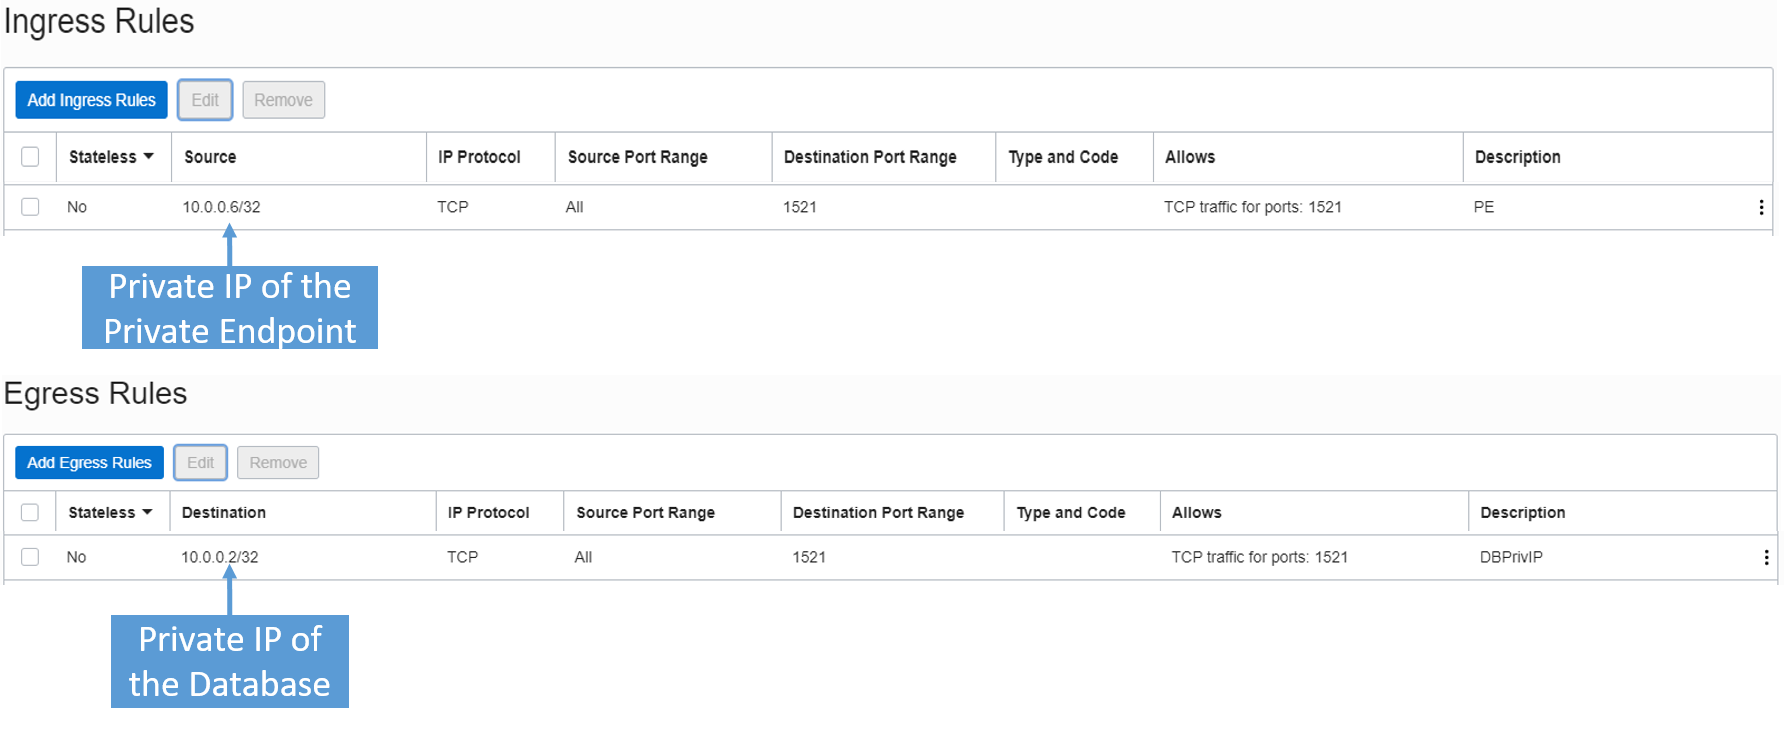 Ingress Rules
Add Ingress Rules Edit Remove
Stateless Source IP Protocol Source Port Range Destination Port Range Type and Code Allows Description
No 10.0.0.6/32 TCP All 1521 TCP traffic for ports: 1521 PE
Private IP of the
Private Endpoint
Egress Rules
Add Egress Rules Edit Remove
Stateless Destination IP Protocol Source Port Range Destination Port Range Type and Code Allows Description
No 10.0.0.2/32 TCP All 1521 TCP traffic for ports: 1521 DBPrivIP
Private IP of
the Database